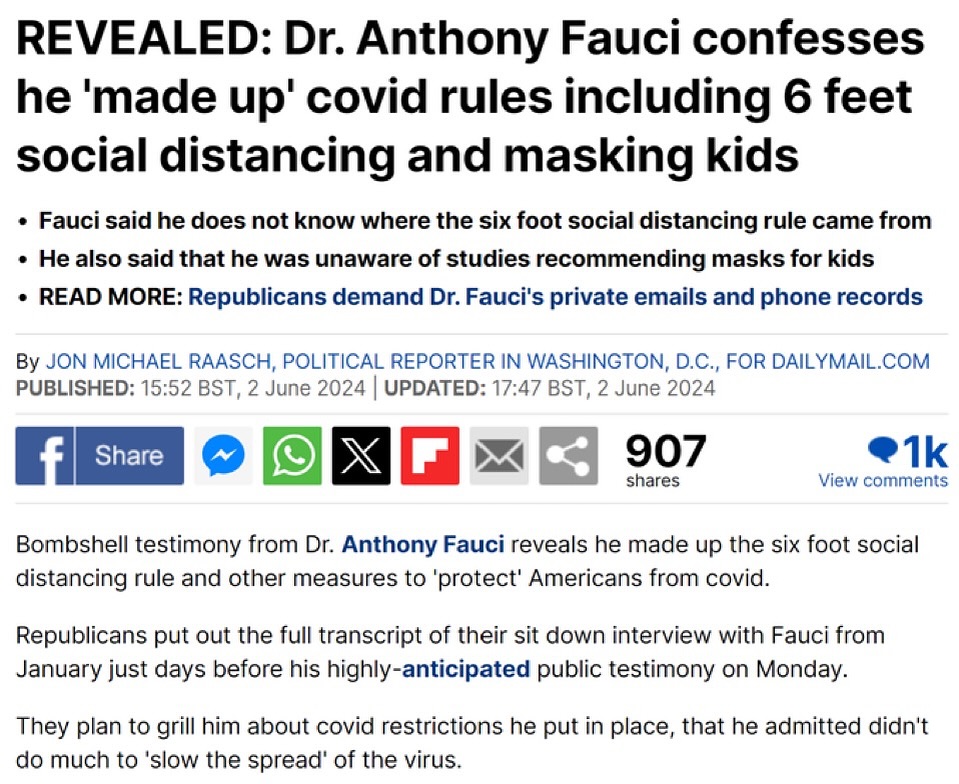 REVEALED: Dr. Anthony Fauci confesses
he 'made up' covid rules including 6 feet
social distancing and masking kids
• Fauci said he does not know where the six foot social distancing rule came from
• He also said that he was unaware of studies recommending masks for kids
• READ MORE: Republicans demand Dr. Fauci's private emails and phone records
By JON MICHAEL RAASCH, POLITICAL REPORTER IN WASHINGTON, D.C., FOR DAILYMAIL.COM
PUBLISHED: 15:52 BST, 2 June 2024 | UPDATED: 17:47 BST, 2 June 2024
f Share 907 1k
shares View comments
Bombshell testimony from Dr. Anthony Fauci reveals he made up the six foot social
distancing rule and other measures to 'protect' Americans from covid.
Republicans put out the full transcript of their sit down interview with Fauci from
January just days before his highly-anticipated public testimony on Monday.
They plan to grill him about covid restrictions he put in place, that he admitted didn't
do much to 'slow the spread' of the virus.